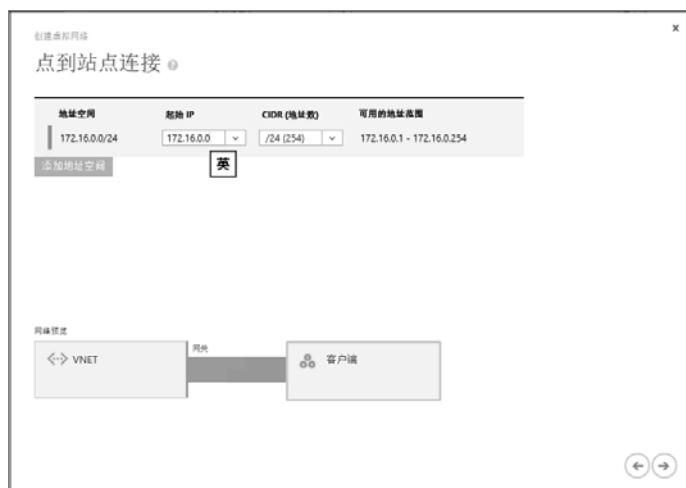 创建虚拟网络
点到站点连接
地址空间 起始 IP CIDR (地址数) 可用的地址范围
172.16.0.0/24 172.16.0.0 /24 (254) 172.16.0.1 - 172.16.0.254
添加地址空间
英
网络预览
网关
VNET 客户端